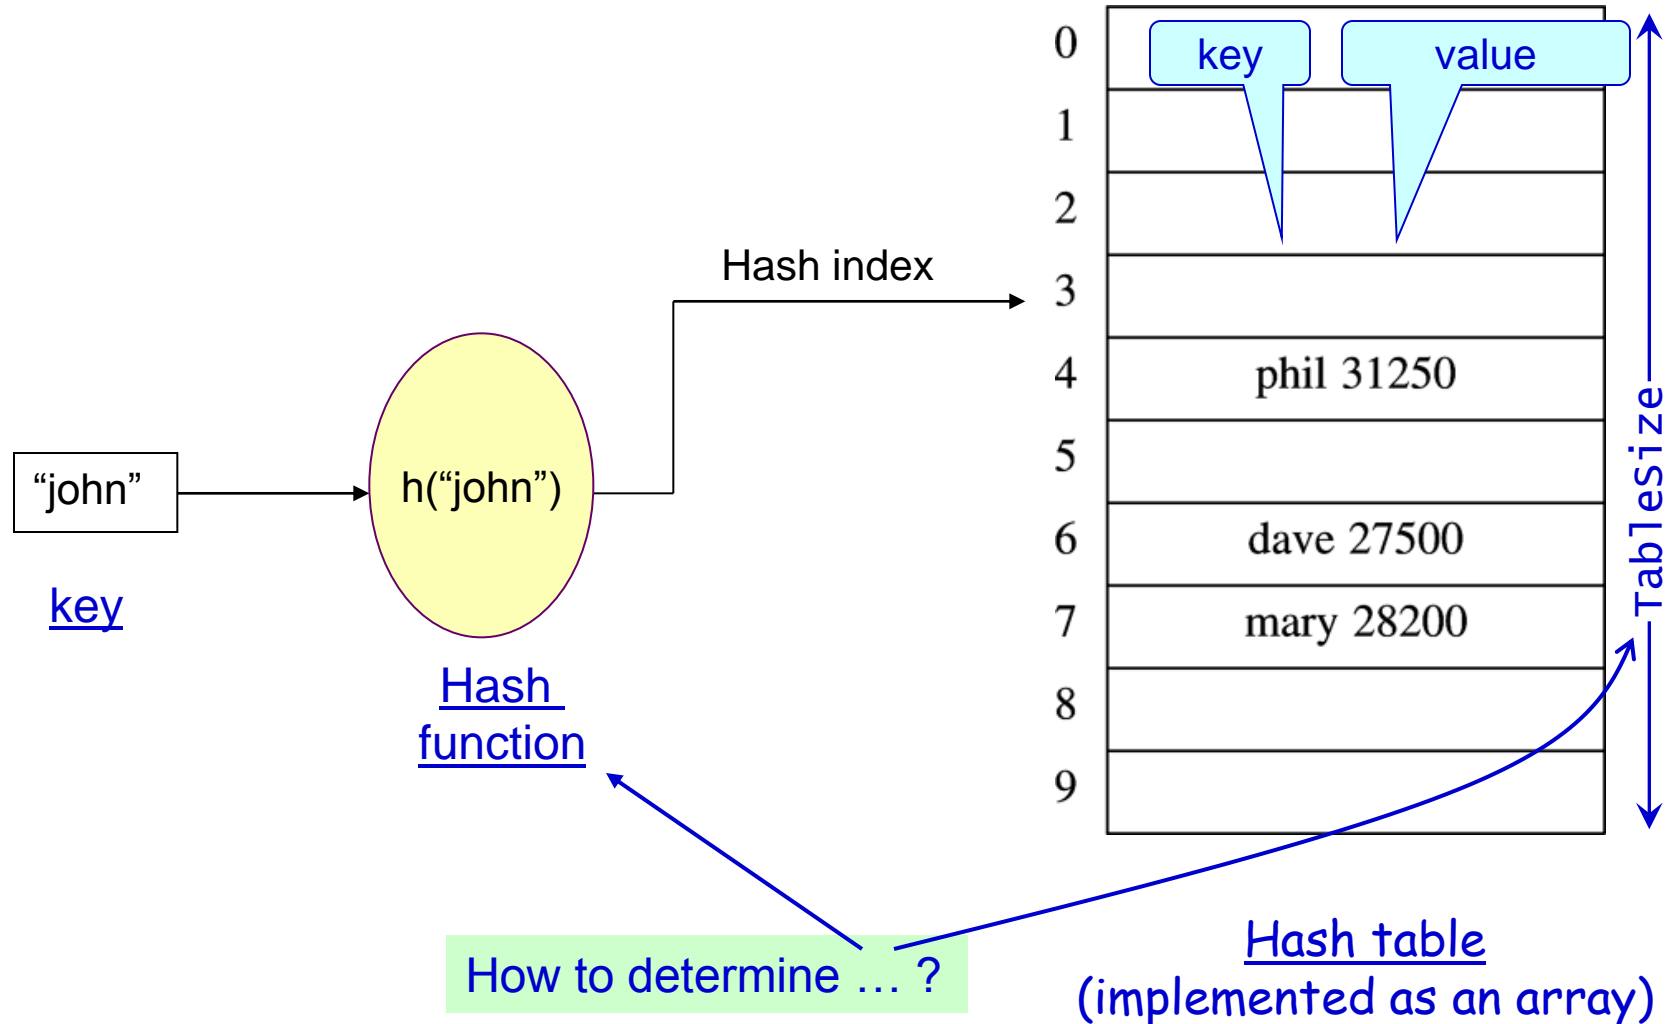 0
key
value
1
2
Hash index
3
4
phil 31250
5
“john”
h(“john”)
6
dave 27500
key
7
mary 28200
TableSize
Hash
function
8
9
How to determine … ?
Hash table
(implemented as an array)